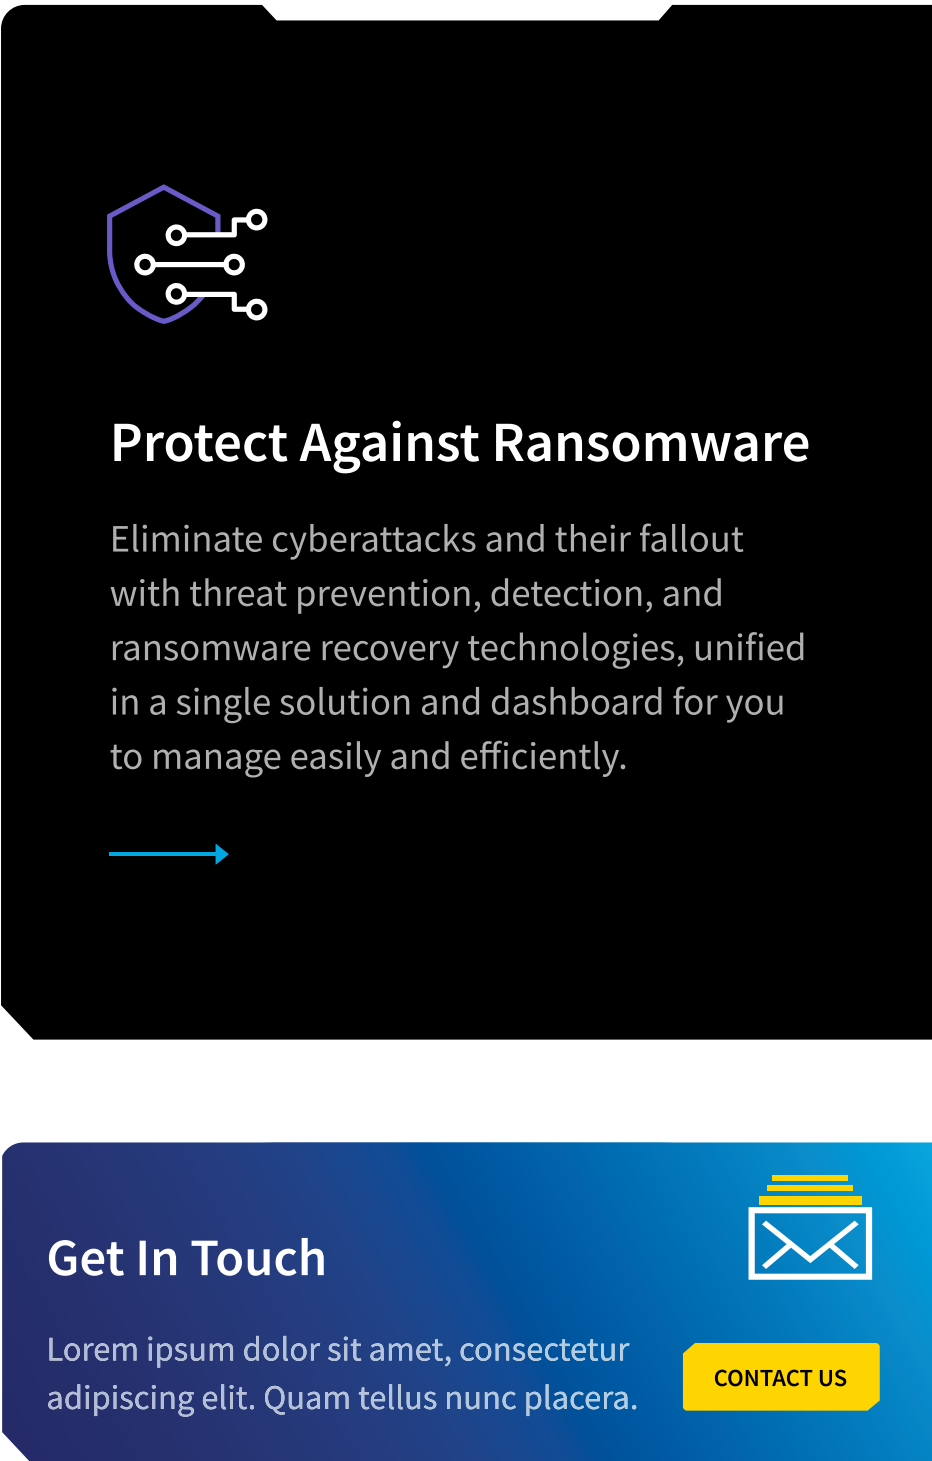 Protect Against Ransomware
Eliminate cyberattacks and their fallout
with threat prevention, detection, and
ransomware recovery technologies, unified
in a single solution and dashboard for you
to manage easily and efficiently.
Get In Touch
Lorem ipsum dolor sit amet, consectetur
adipiscing elit. Quam tellus nunc placera.
CONTACT US